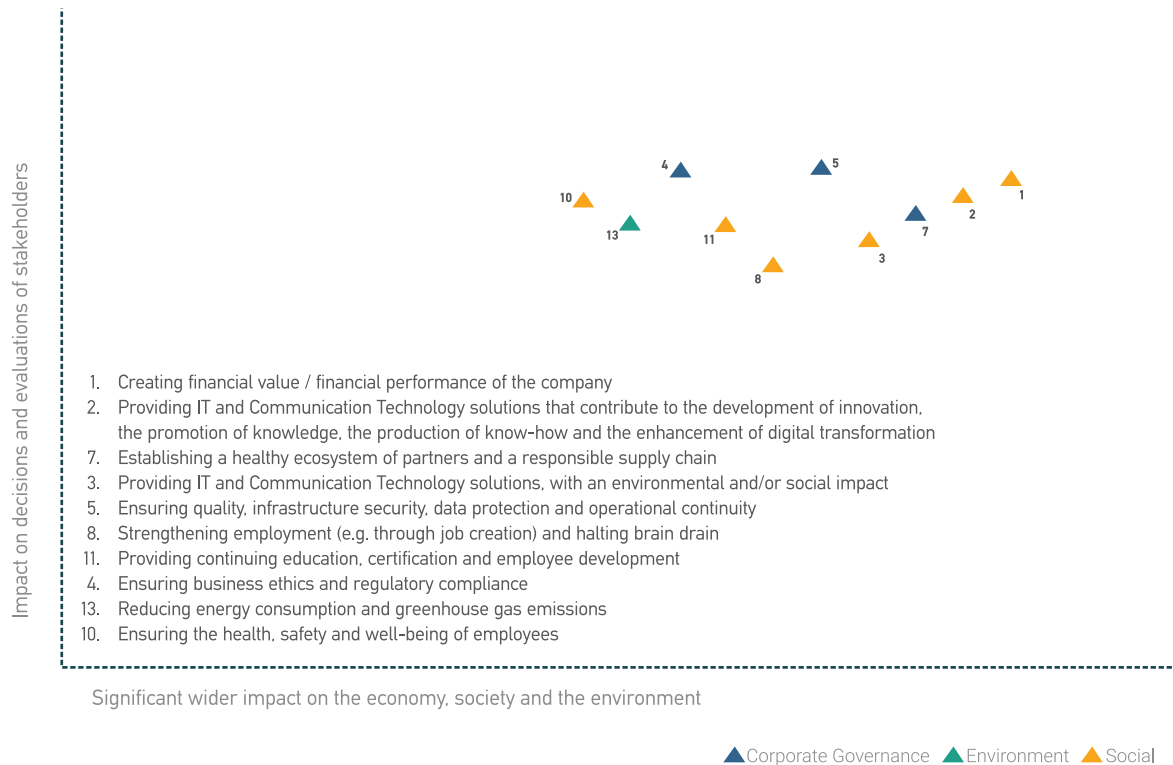 Impact on decisions and evaluations of stakeholders
4
5
10
1
2
13
11
7
3
8
1. Creating financial value / financial performance of the company
2. Providing IT and Communication Technology solutions that contribute to the development of innovation,
the promotion of knowledge, the production of know-how and the enhancement of digital transformation
7. Establishing a healthy ecosystem of partners and a responsible supply chain
3. Providing IT and Communication Technology solutions, with an environmental and/or social impact
5. Ensuring quality, infrastructure security, data protection and operational continuity
8. Strengthening employment (e.g. through job creation) and halting brain drain
11. Providing continuing education, certification and employee development
4. Ensuring business ethics and regulatory compliance
13. Reducing energy consumption and greenhouse gas emissions
10. Ensuring the health, safety and well-being of employees
Significant wider impact on the economy, society and the environment
Corporate Governance Environment Social